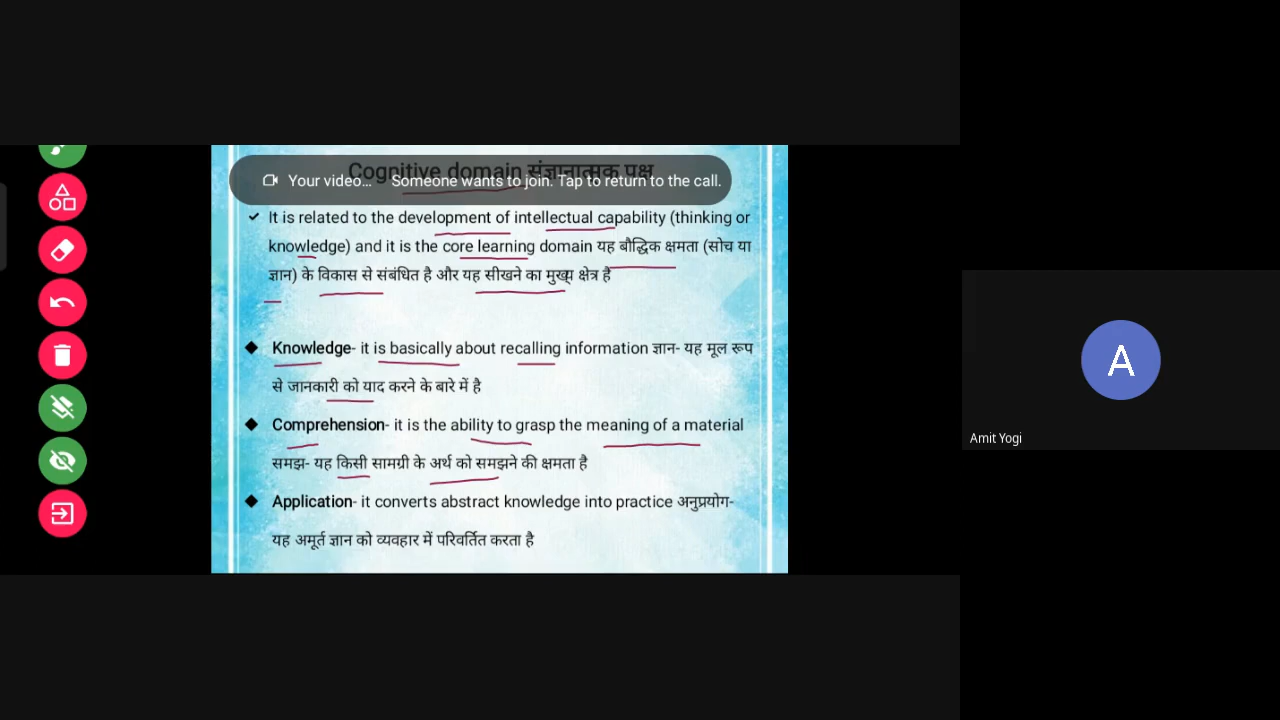 Cognitive domain संज्ञानात्मक पक्ष
Your video... Someone wants to join. Tap to return to the call.
✓ It is related to the development of intellectual capability (thinking or
knowledge) and it is the core learning domain यह बौद्धिक क्षमता (सोच या
ज्ञान) के विकास से संबंधित है और यह सीखने का मुख्य क्षेत्र है
◆ Knowledge- it is basically about recalling information ज्ञान- यह मूल रूप
से जानकारी को याद करने के बारे में है
◆ Comprehension- it is the ability to grasp the meaning of a material
समझ- यह किसी सामग्री के अर्थ को समझने की क्षमता है
◆ Application- it converts abstract knowledge into practice अनुप्रयोग-
यह अमूर्त ज्ञान को व्यवहार में परिवर्तित करता है
A
Amit Yogi